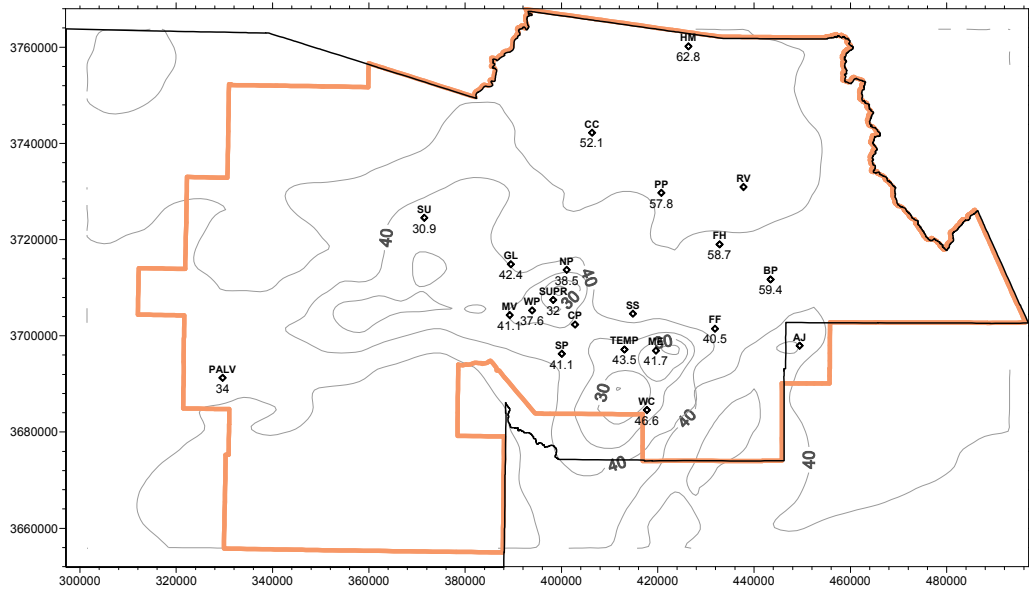 3760000
3740000
3720000
3700000
3680000
3660000
HM
62.8
CC
52.1
PP
57.8
RV
SU
30.9
40
FH
58.7
GL
42.4
NP
38.5
40
BP
59.4
SUPR
32
30
MV
41.1
WP
37.6
CP
SS
FF
40.5
SP
41.1
TEMP
43.5
ME
41.7
30
AJ
PALV
34
30
WC
46.6
40
40
40
300000 320000 340000 360000 380000 400000 420000 440000 460000 480000